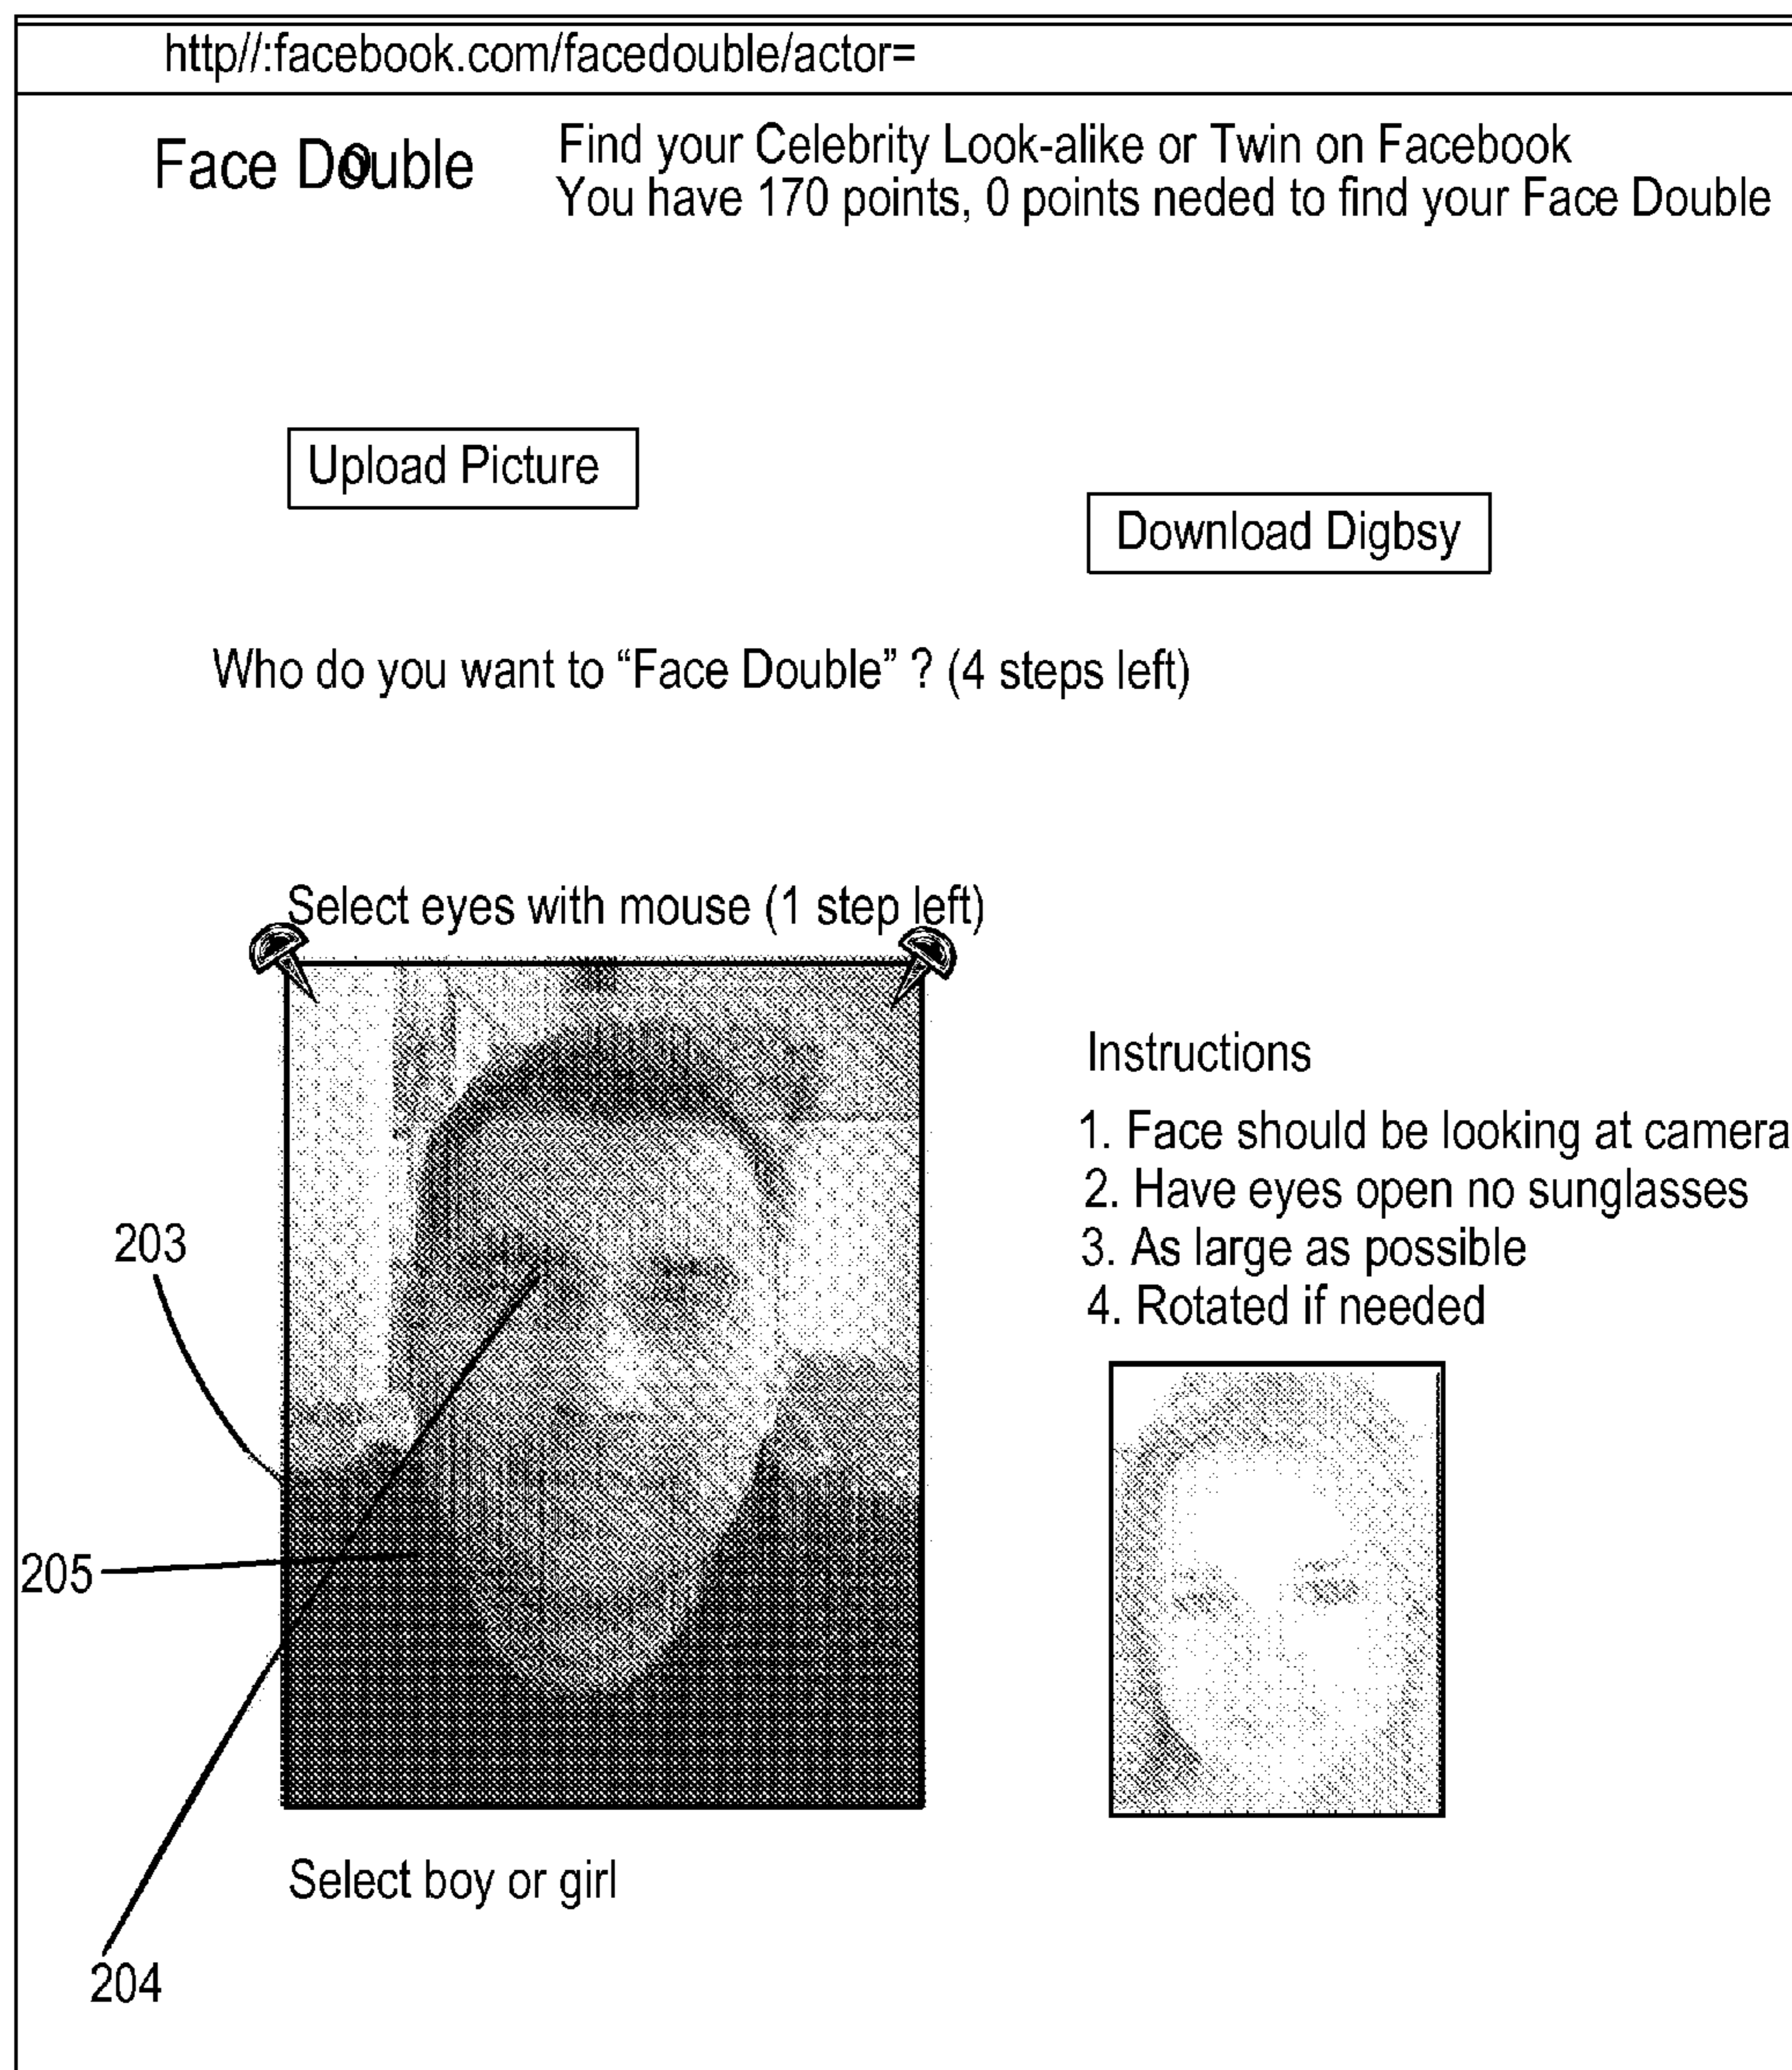 http//:facebook.com/facedouble/actor=
Face Double
Find your Celebrity Look-alike or Twin on Facebook
You have 170 points, 0 points neded to find your Face Double
Upload Picture
Download Digbsy
Who do you want to “Face Double” ? (4 steps left)
Select eyes with mouse (1 step left)
Instructions
1. Face should be looking at camera
2. Have eyes open no sunglasses
3. As large as possible
4. Rotated if needed
203
205
Select boy or girl
204